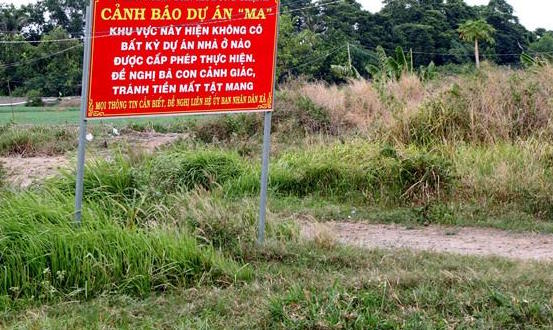 CẢNH BÁO DỰ ÁN "MA"
KHU VỰC NÀY HIỆN KHÔNG CÓ
BẤT KỲ DỰ ÁN NHÀ Ở NÀO
ĐƯỢC CẤP PHÉP THỰC HIỆN.
ĐỀ NGHỊ BÀ CON CẢNH GIÁC,
TRÁNH TIỀN MẤT TẬT MANG
MỌI THÔNG TIN CẦN BIẾT, ĐỀ NGHỊ LIÊN HỆ ỦY BAN NHÂN DÂN XÃ